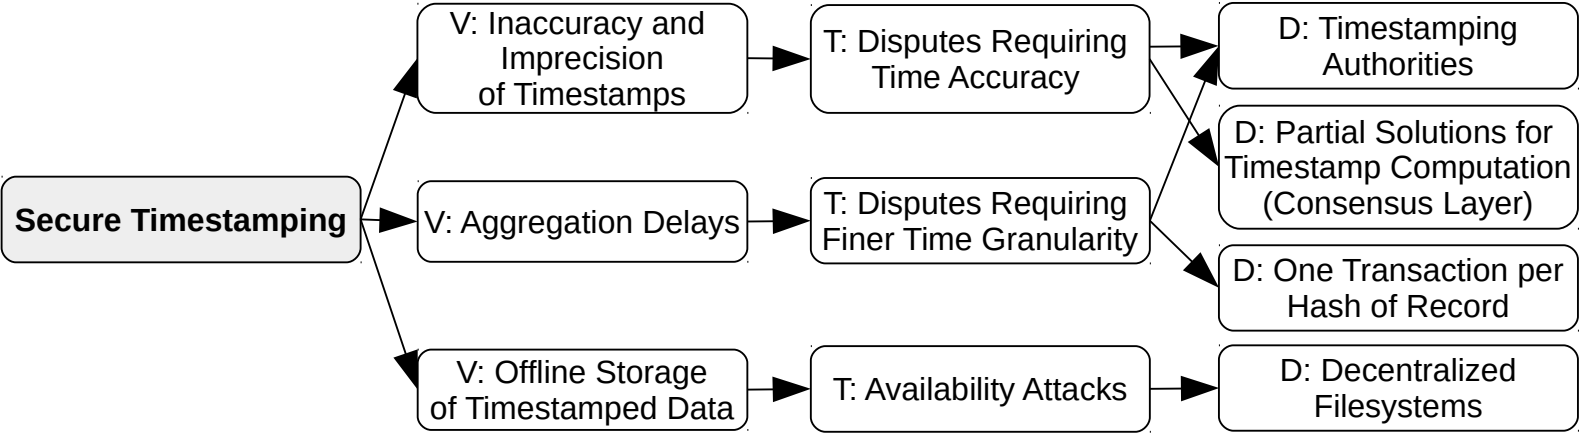 Secure Timestamping
V: Inaccuracy and
Imprecision
of Timestamps
V: Aggregation Delays
V: Offline Storage
of Timestamped Data
T: Disputes Requiring
Time Accuracy
T: Disputes Requiring
Finer Time Granularity
T: Availability Attacks
D: Timestamping
Authorities
D: Partial Solutions for
Timestamp Computation
(Consensus Layer)
D: One Transaction per
Hash of Record
D: Decentralized
Filesystems